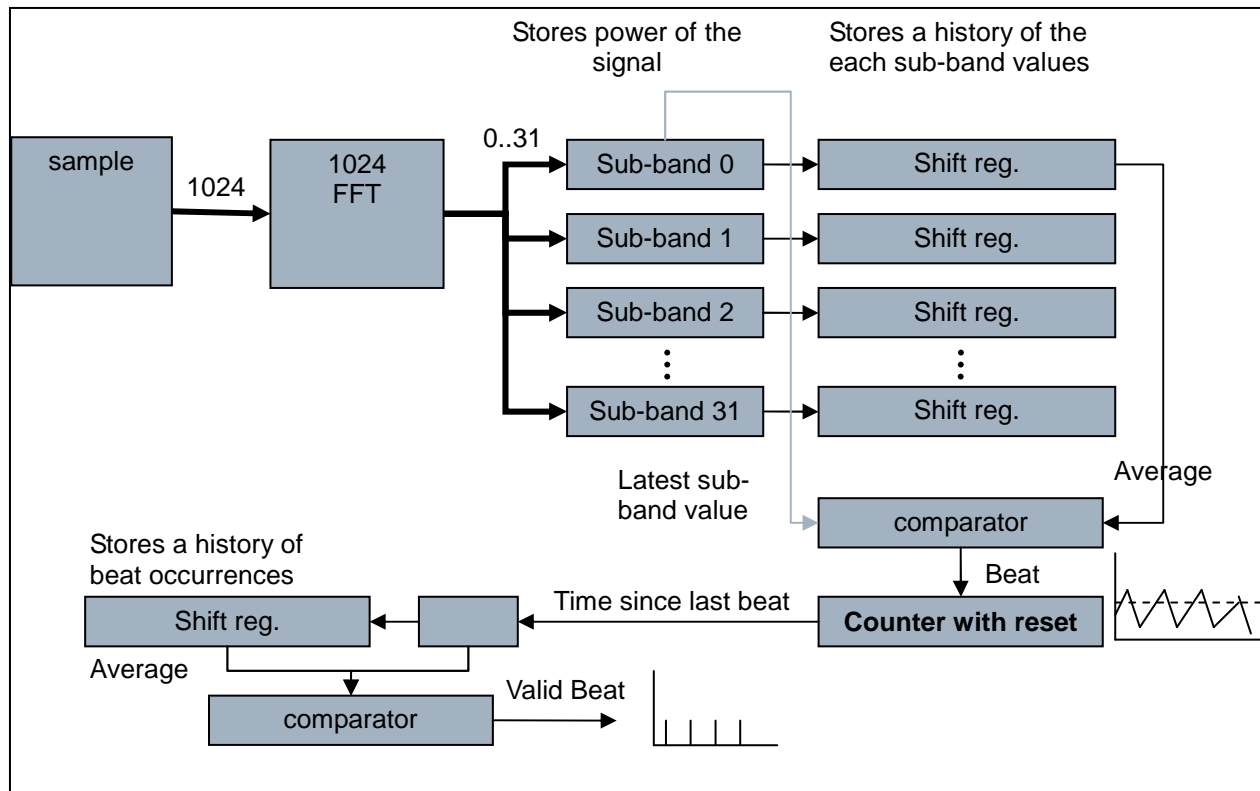 Stores power of the
signal
Stores a history of the
each sub-band values
sample
1024
1024
FFT
0..31
Sub-band 0
Shift reg.
Sub-band 1
Shift reg.
Sub-band 2
Shift reg.
Sub-band 31
Shift reg.
Latest sub-
band value
Average
comparator
Stores a history of
beat occurrences
Beat
Time since last beat
Shift reg.
Counter with reset
Average
comparator
Valid Beat